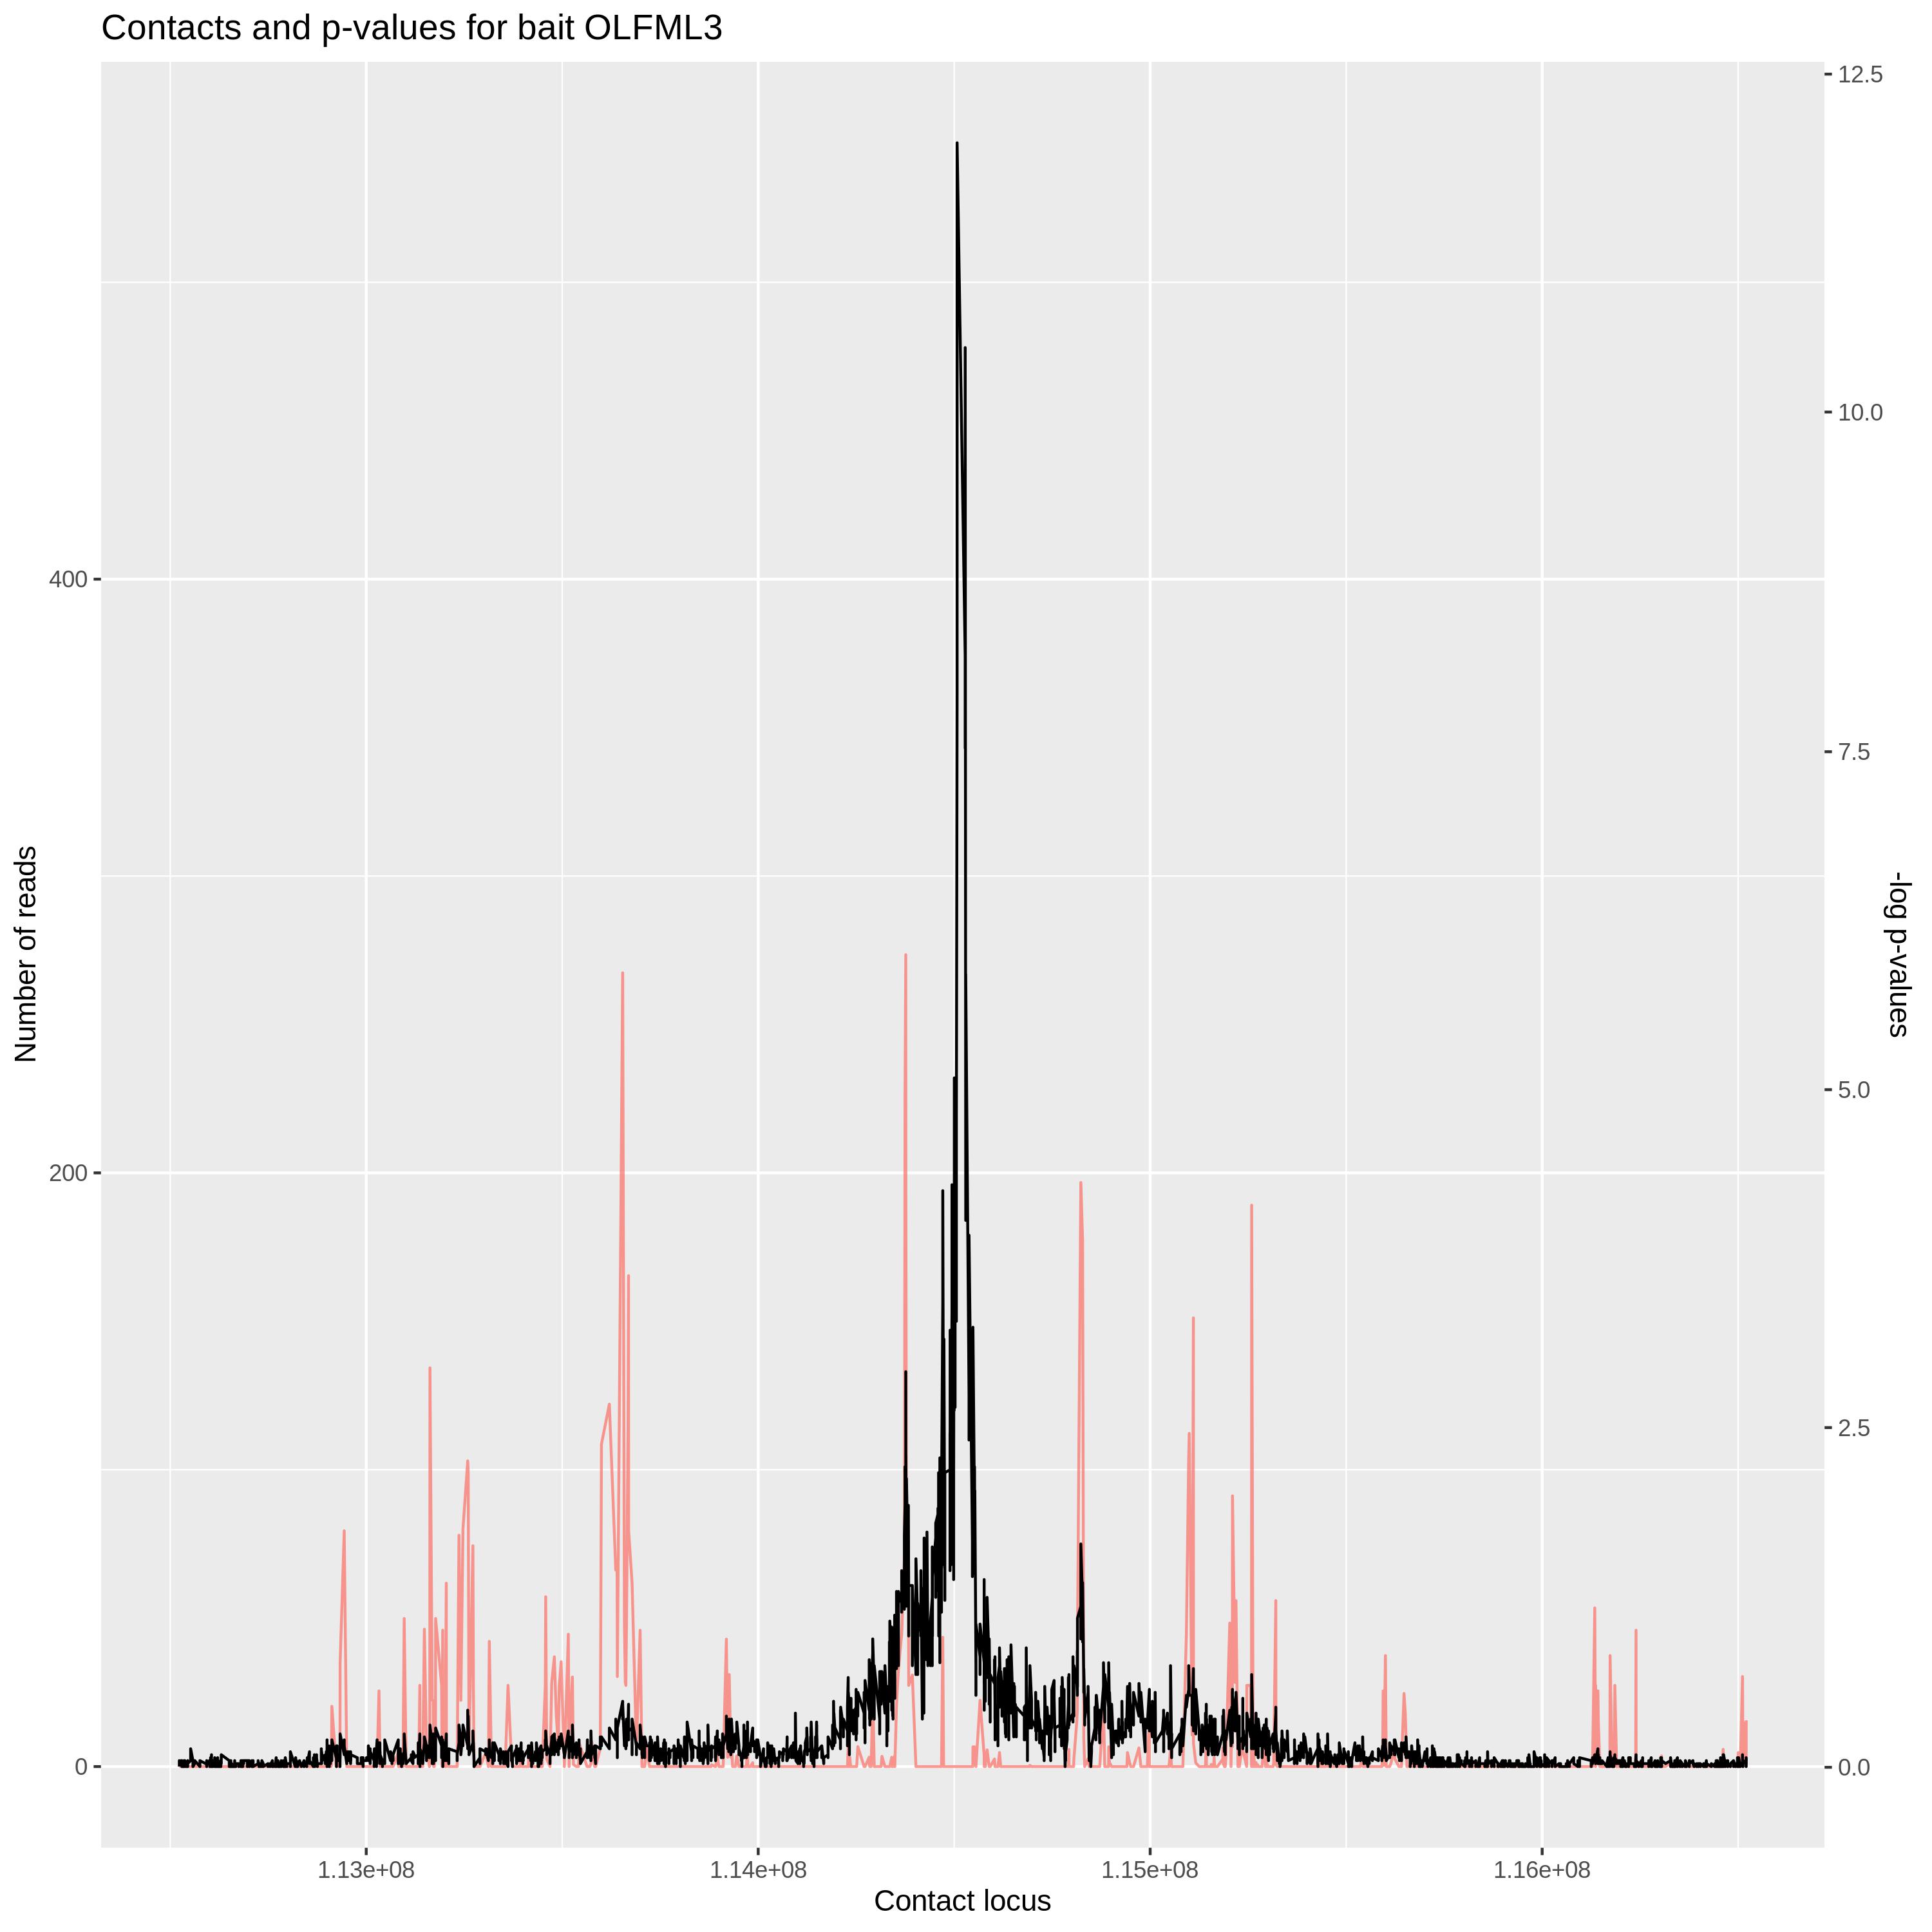 Contacts and p-values for bait OLFML3
12.5
10.0
400
7.5
Number of reads
-log p-values
5.0
200
2.5
0
0.0
1.13e+08
1.14e+08
1.15e+08
1.16e+08
Contact locus